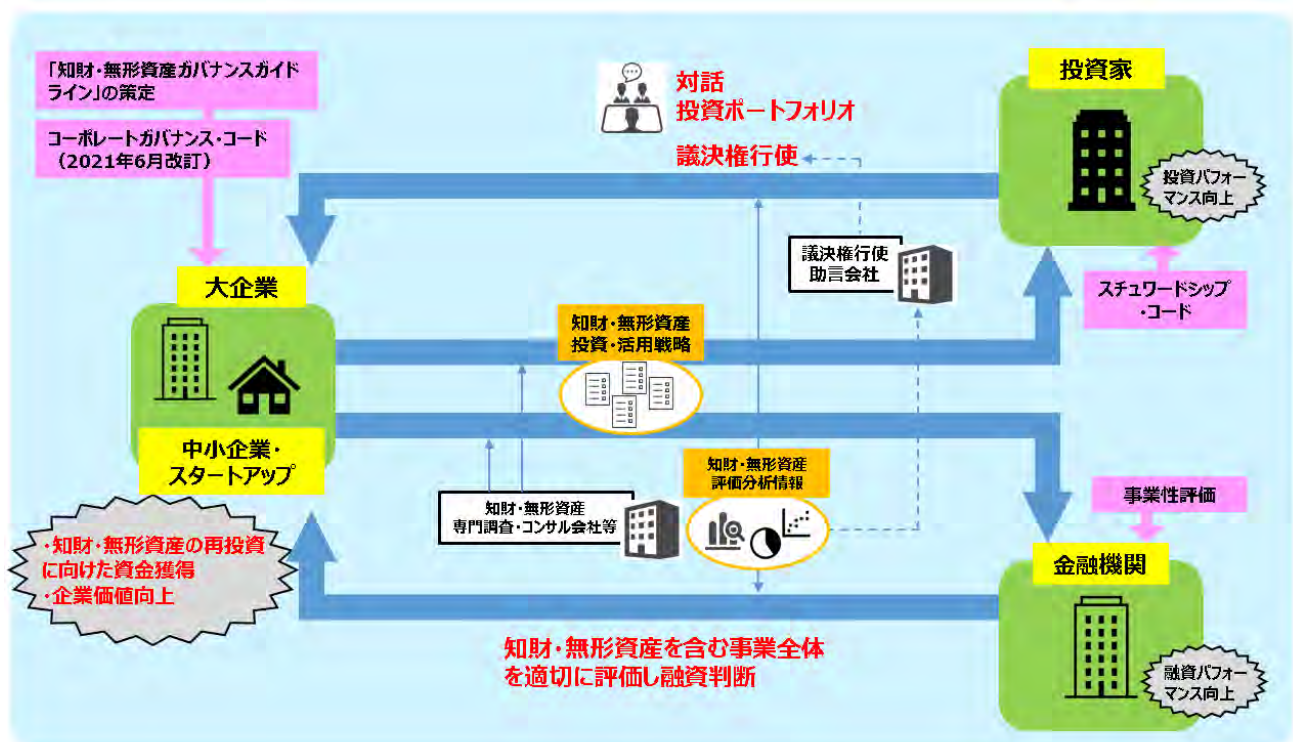 「知財・無形資産ガバナンスガイド
ライン」の策定
コーポレートガバナンス・コード
（2021年6月改訂）
対話
投資ポートフォリオ
議決権行使
投資家
投資パフォー
マンス向上
議決権行使
助言会社
スチュワードシップ
・コード
大企業
知財・無形資産
投資・活用戦略
中小企業・
スタートアップ
知財・無形資産
評価分析情報
知財・無形資産
専門調査・コンサル会社等
事業性評価
・知財・無形資産の再投資
に向けた資金獲得
・企業価値向上
金融機関
知財・無形資産を含む事業全体
を適切に評価し融資判断
融資パフォー
マンス向上